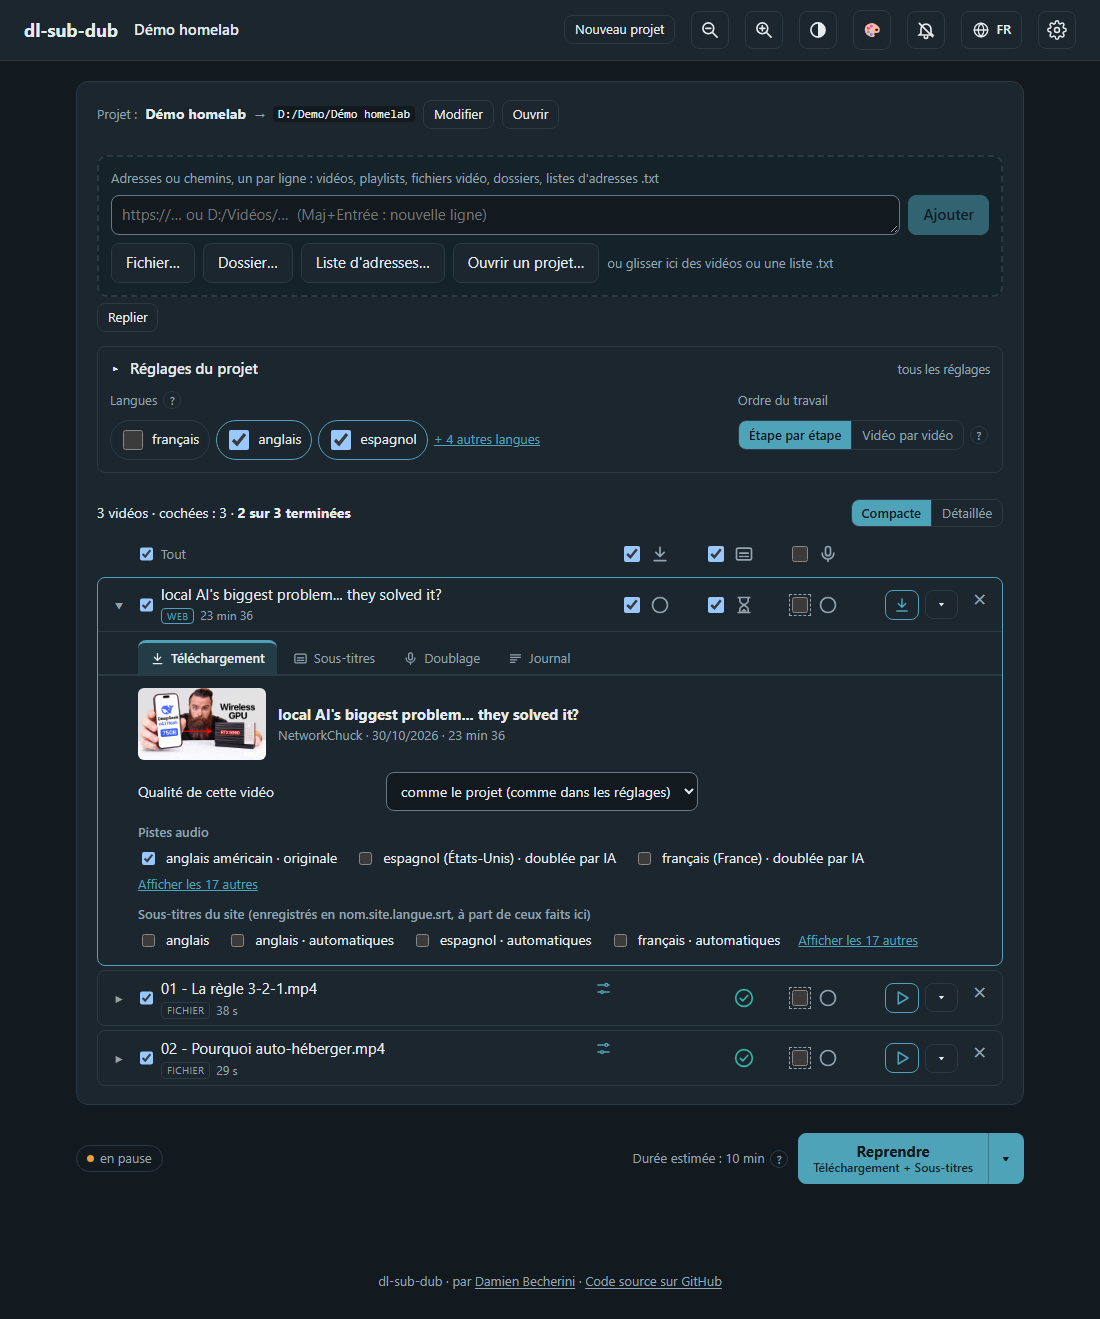 dl-sub-dub Démo homelab Nouveau projet FR
Projet : Démo homelab → D:/Demo/Démo homelab Modifier Ouvrir
Adresses ou chemins, un par ligne : vidéos, playlists, fichiers vidéo, dossiers, listes d'adresses .txt
https://... ou D:/Vidéos/... (Maj+Entrée : nouvelle ligne) Ajouter
Fichier... Dossier... Liste d'adresses... Ouvrir un projet... ou glisser ici des vidéos ou une liste .txt
Replier
Réglages du projet tous les réglages
Langues ? Ordre du travail
français anglais espagnol + 4 autres langues Étape par étape Vidéo par vidéo ?
3 vidéos · cochées : 3 · 2 sur 3 terminées Compacte Détaillée
Tout
local AI's biggest problem... they solved it?
WEB 23 min 36
Téléchargement Sous-titres Doublage Journal
Wireless GPU
local AI's biggest problem... they solved it?
NetworkChuck · 30/10/2026 · 23 min 36
Qualité de cette vidéo comme le projet (comme dans les réglages)
Pistes audio
anglais américain · originale espagnol (États-Unis) · doublée par IA français (France) · doublée par IA
Afficher les 17 autres
Sous-titres du site (enregistrés en nom.site.langue.srt, à part de ceux faits ici)
anglais anglais · automatiques espagnol · automatiques français · automatiques Afficher les 17 autres
01 - La règle 3-2-1.mp4
FICHIER 38 s
02 - Pourquoi auto-héberger.mp4
FICHIER 29 s
en pause Durée estimée : 10 min ? Reprendre
Téléchargement + Sous-titres
dl-sub-dub · par Damien Becherini · Code source sur GitHub